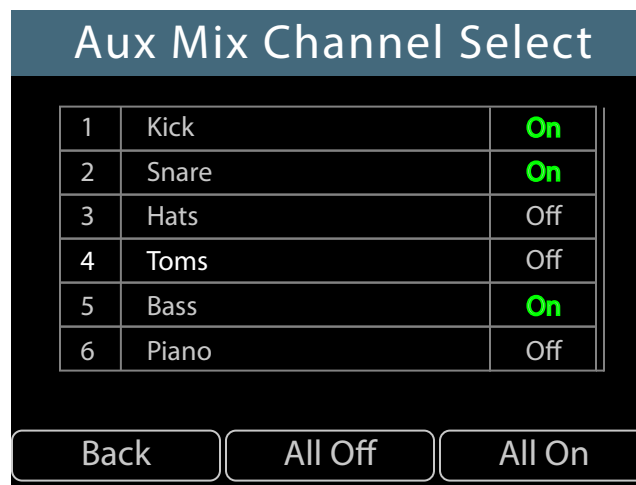 Aux Mix Channel Select
1 Kick On
2 Snare On
3 Hats Off
4 Toms Off
5 Bass On
6 Piano Off
Back All Off All On